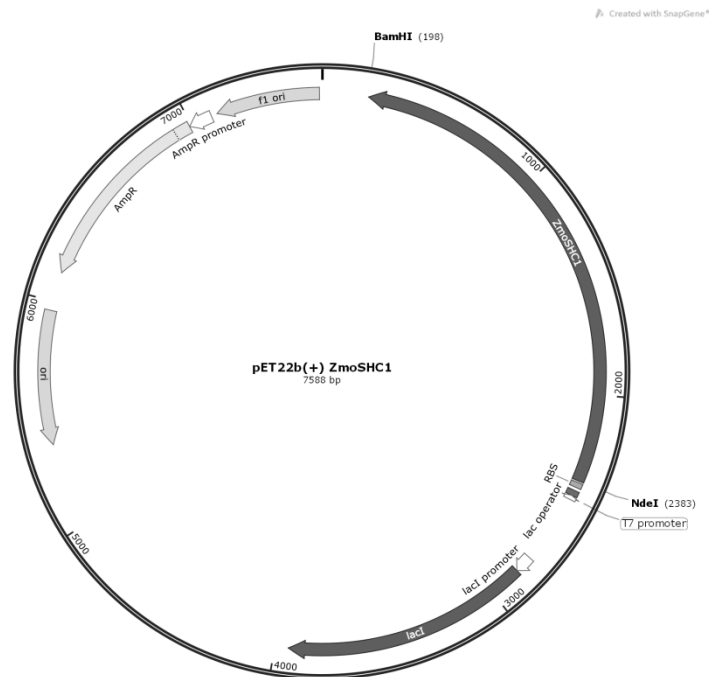 Created with SnapGene®
BamHI (198)
f1 ori
7000
AmpR promoter
AmpR
1000
ZmoSHC1
6000
ori
pET22b(+) ZmoSHC1
7588 bp
2000
RBS
NdeI (2383)
lac operator
T7 promoter
lacI promoter
5000
3000
lacI
4000